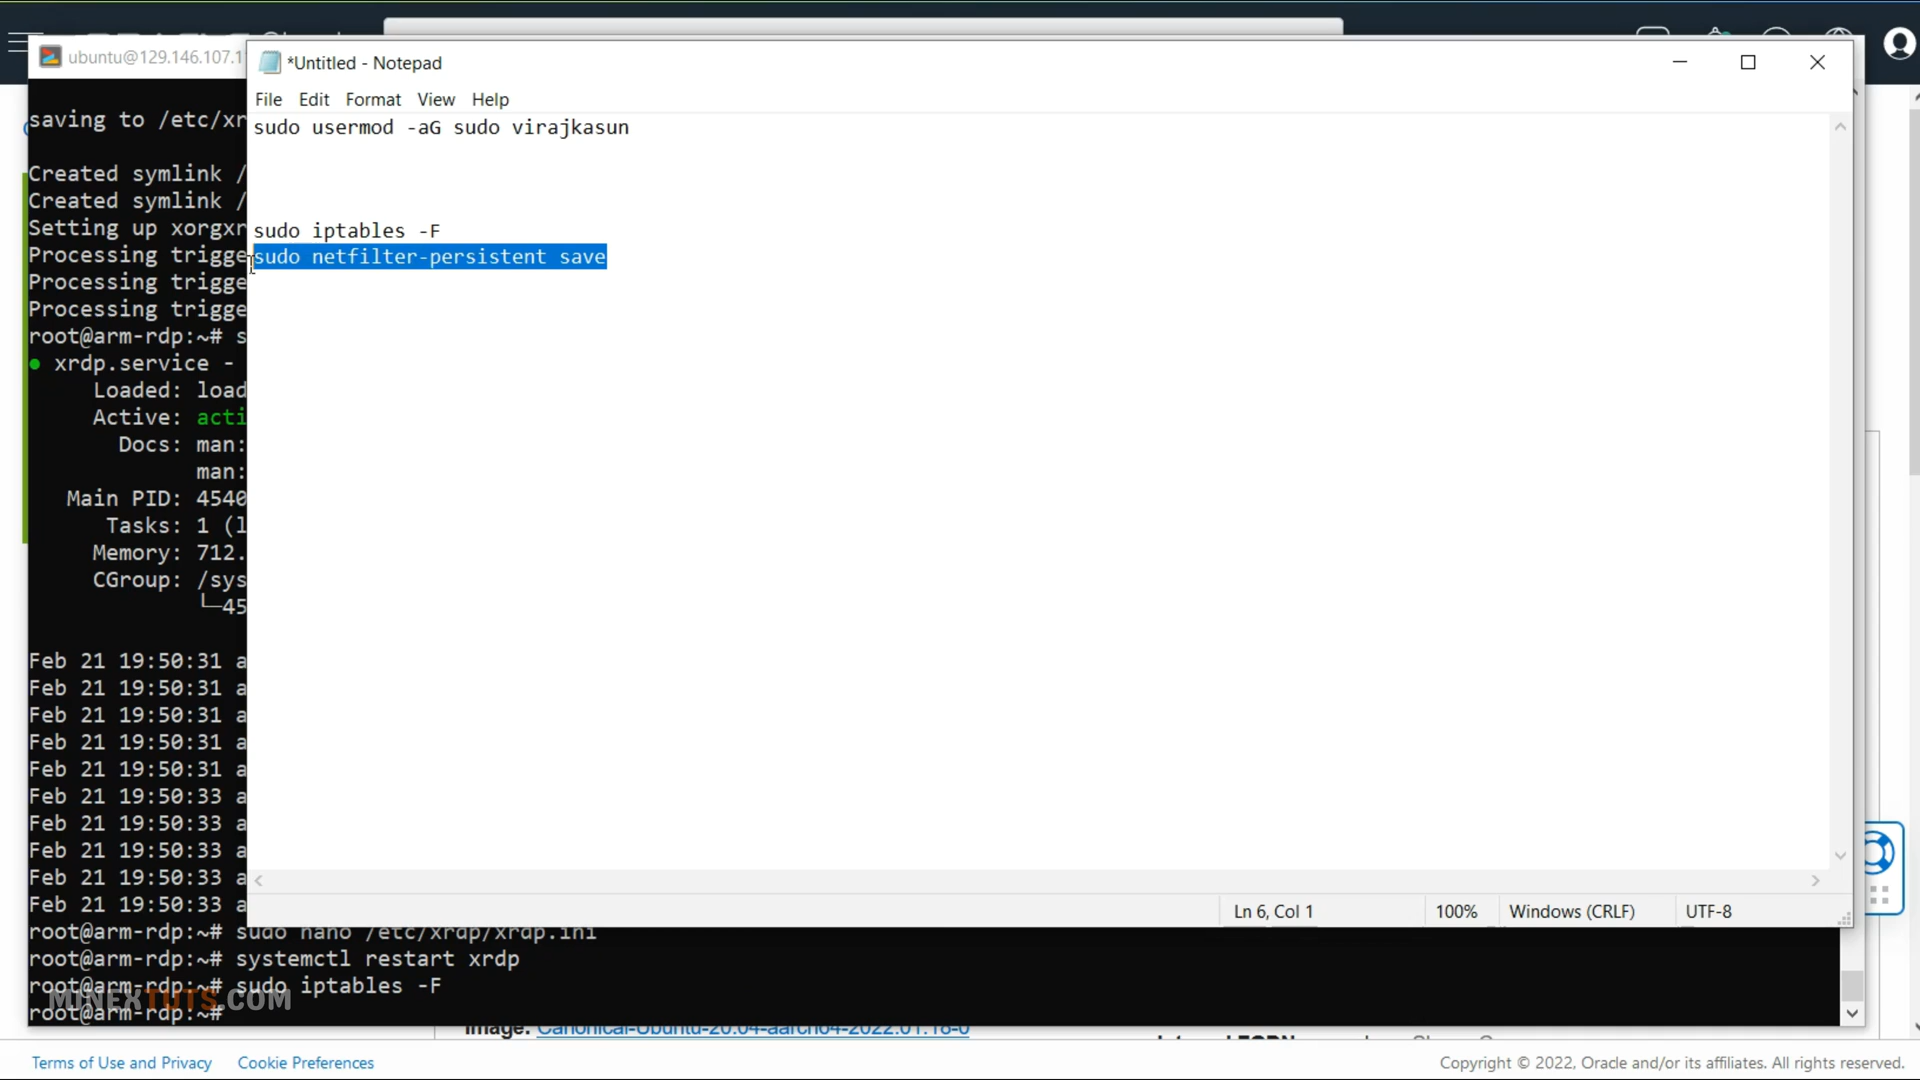 ubuntu@129.146.107.1
*Untitled - Notepad
File Edit Format View Help
sudo usermod -aG sudo virajkasun
sudo iptables -F
sudo netfilter-persistent save
saving to /etc/xr
Created symlink /
Created symlink /
Setting up xorgxr
Processing trigge
Processing trigge
Processing trigge
root@arm-rdp:~# s
● xrdp.service -
Loaded: load
Active: acti
Docs: man:
man:
Main PID: 4540
Tasks: 1 (l
Memory: 712.
CGroup: /sys
└─45
Feb 21 19:50:31 a
Feb 21 19:50:31 a
Feb 21 19:50:31 a
Feb 21 19:50:31 a
Feb 21 19:50:31 a
Feb 21 19:50:33 a
Feb 21 19:50:33 a
Feb 21 19:50:33 a
Feb 21 19:50:33 a
Feb 21 19:50:33 a
Ln 6, Col 1 100% Windows (CRLF) UTF-8
root@arm-rdp:~# sudo nano /etc/xrdp/xrdp.ini
root@arm-rdp:~# systemctl restart xrdp
root@arm-rdp:~# sudo iptables -F
MINEXTUTS.COM
root@arm-rdp:~#
Image: Canonical-Ubuntu-20.04-aarch64-2022.01.18-0
Terms of Use and Privacy Cookie Preferences
Copyright © 2022, Oracle and/or its affiliates. All rights reserved.